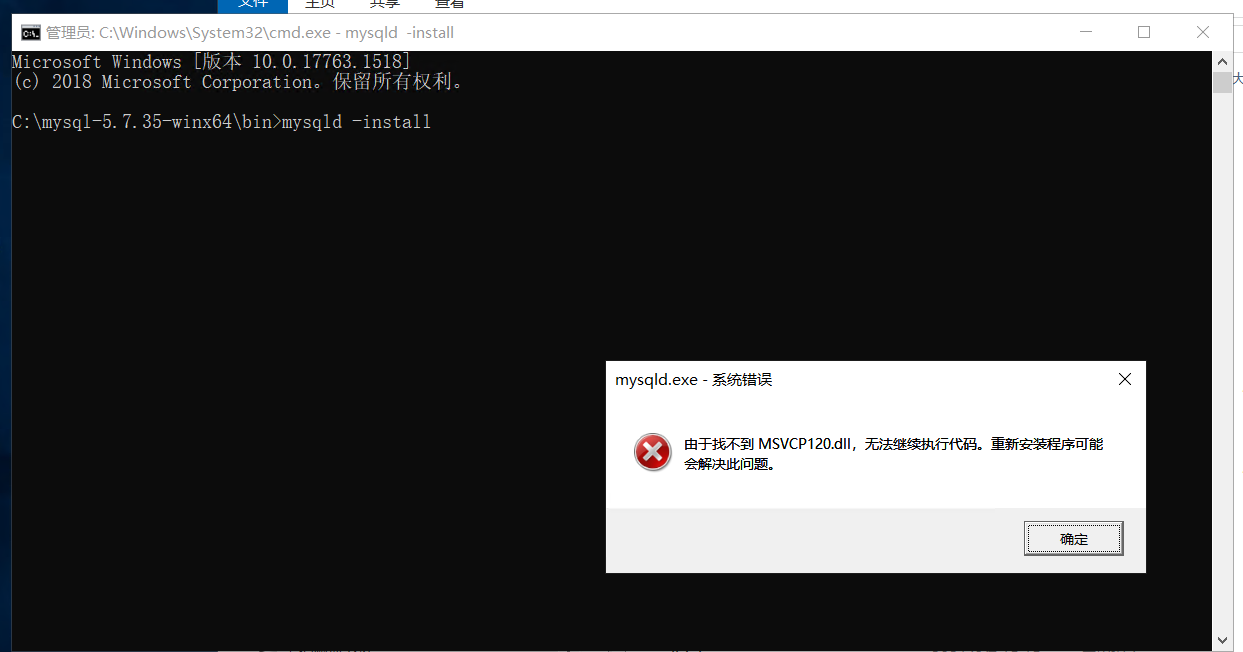 文件 主页 共享 查看
管理员: C:\Windows\System32\cmd.exe - mysqld  -install
Microsoft Windows [版本 10.0.17763.1518]
(c) 2018 Microsoft Corporation。保留所有权利。
C:\mysql-5.7.35-winx64\bin>mysqld -install
大
mysqld.exe - 系统错误
由于找不到 MSVCP120.dll，无法继续执行代码。重新安装程序可能
会解决此问题。
确定